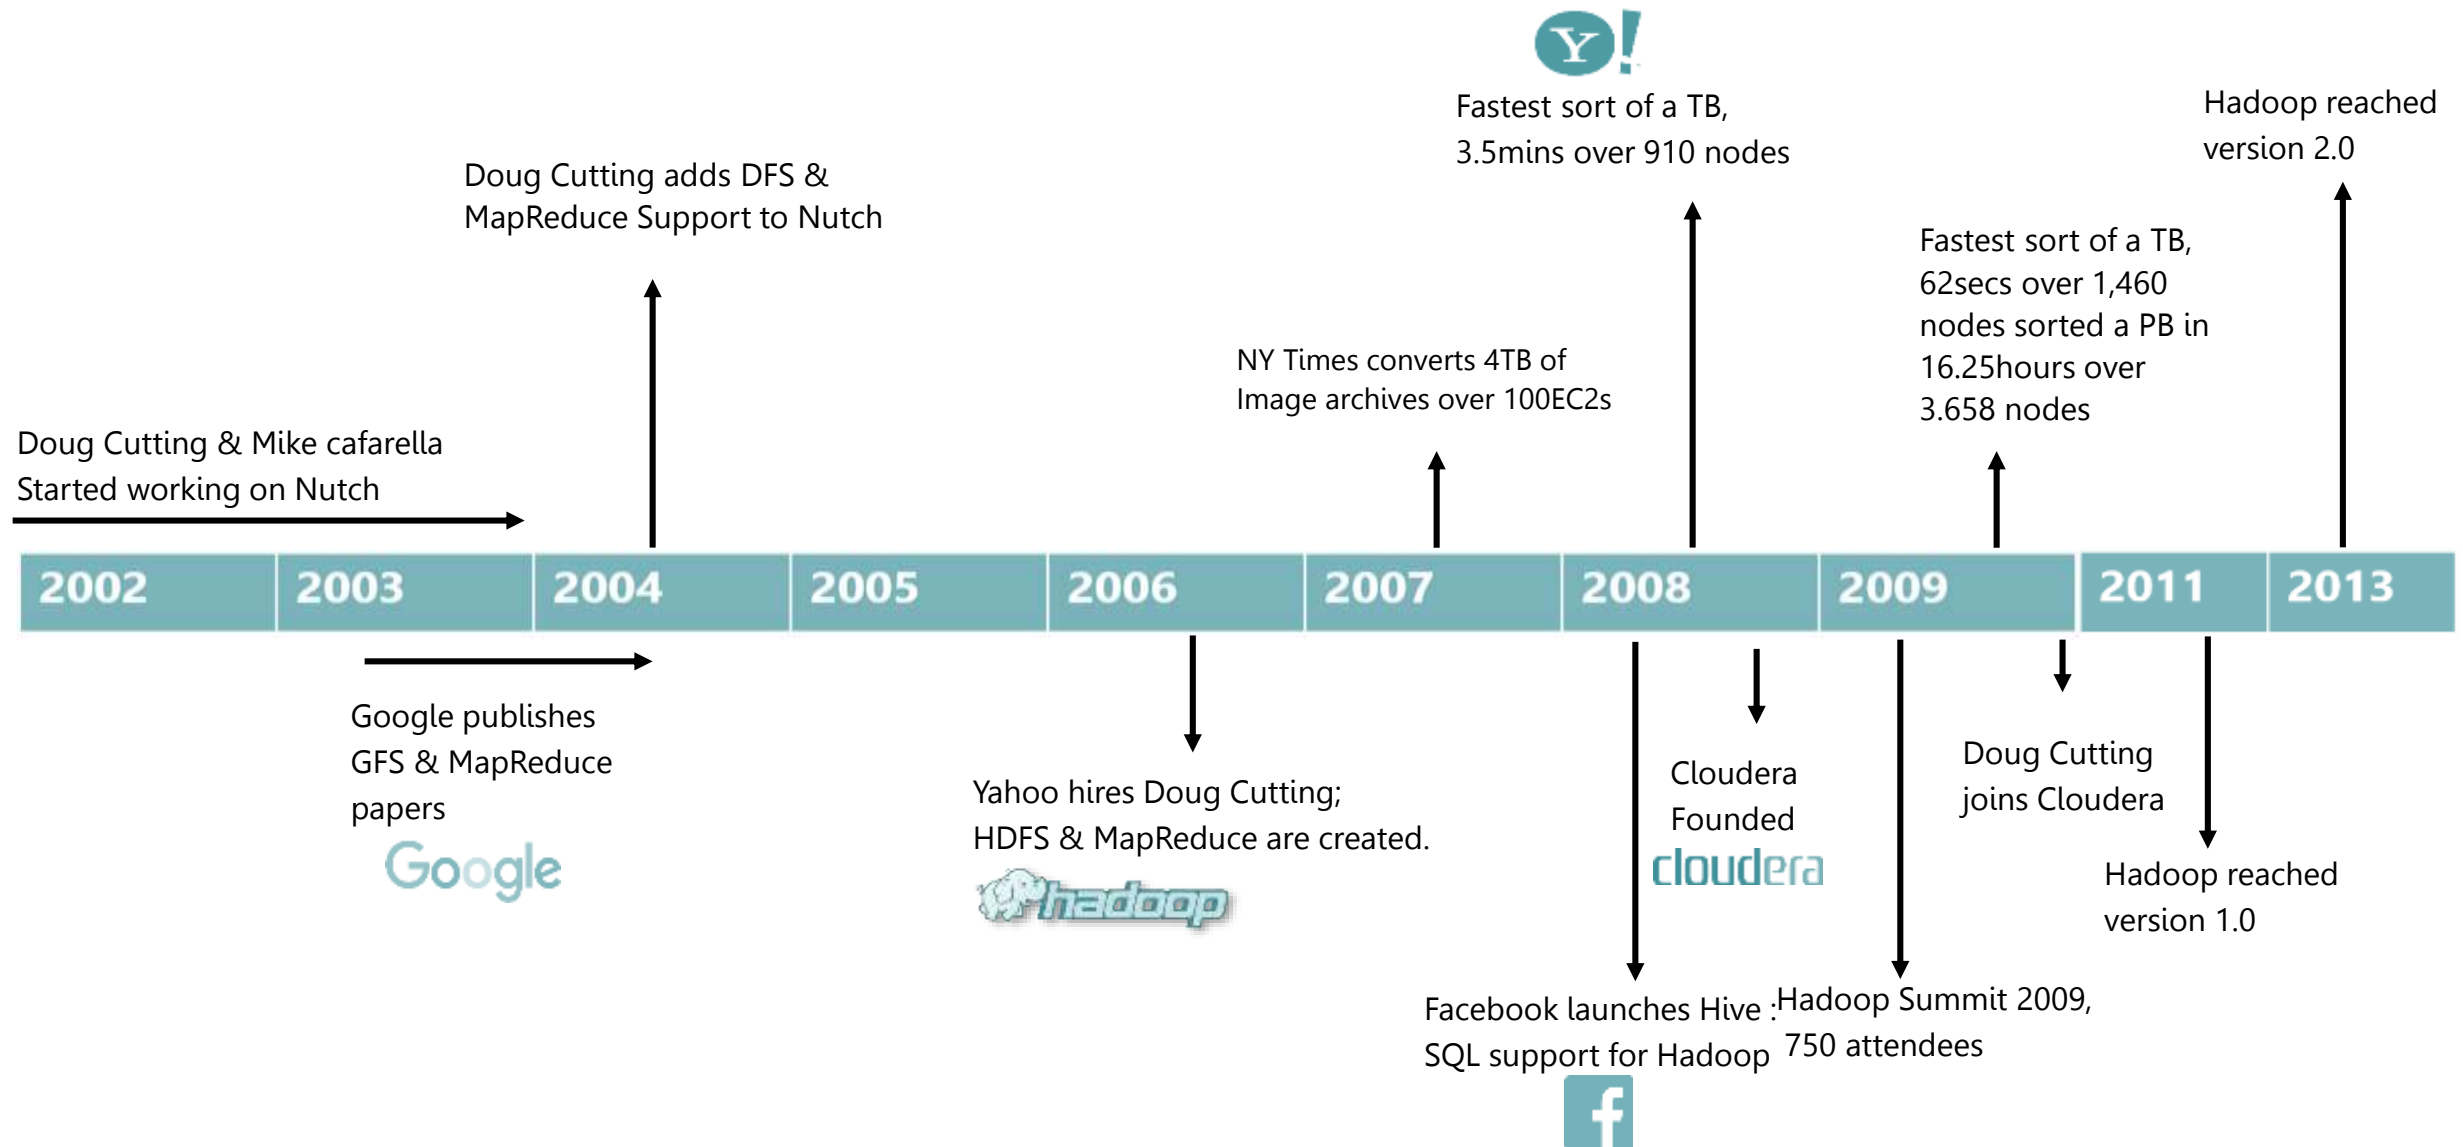 Y!
Fastest sort of a TB,
3.5mins over 910 nodes
Hadoop reached
version 2.0
Doug Cutting adds DFS &
MapReduce Support to Nutch
Fastest sort of a TB,
62secs over 1,460
nodes sorted a PB in
16.25hours over
3.658 nodes
NY Times converts 4TB of
Image archives over 100EC2s
Doug Cutting & Mike cafarella
Started working on Nutch
2002
2003
2004
2005
2006
2007
2008
2009
2011
2013
Google publishes
GFS & MapReduce
papers
Google
Yahoo hires Doug Cutting;
HDFS & MapReduce are created.
hadoop
Cloudera
Founded
cloudera
Doug Cutting
joins Cloudera
Hadoop reached
version 1.0
Facebook launches Hive :
SQL support for Hadoop
f
Hadoop Summit 2009,
750 attendees